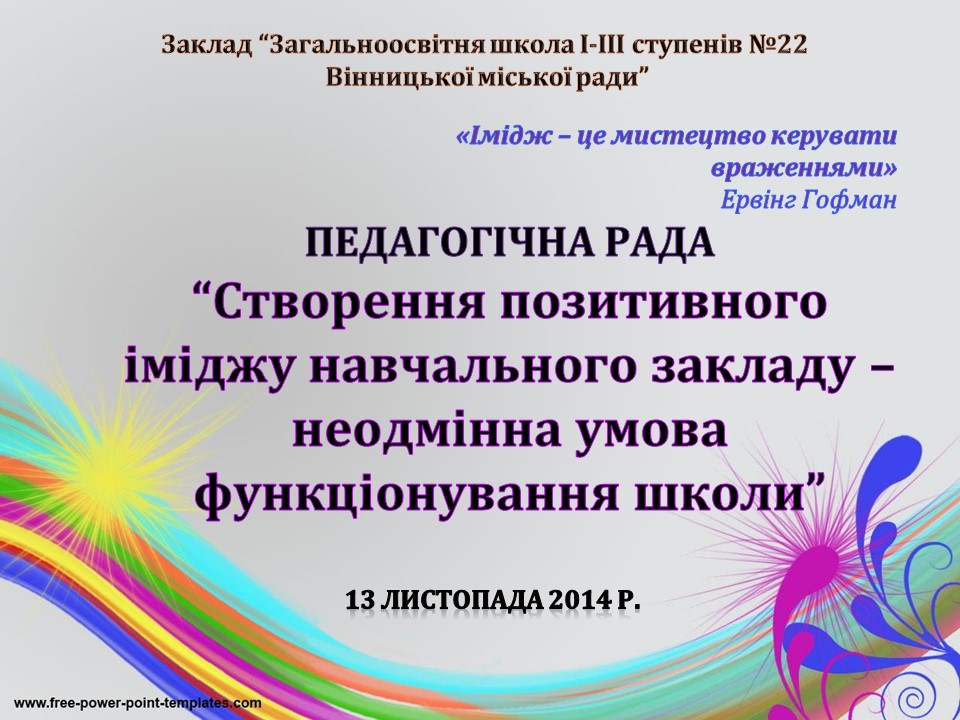 Заклад “Загальноосвітня школа І-ІІІ ступенів №22
Вінницької міської ради”
«Імідж – це мистецтво керувати
враженнями»
Ервінг Гофман
ПЕДАГОГІЧНА РАДА
“Створення позитивного
іміджу навчального закладу –
неодмінна умова
функціонування школи”
13 ЛИСТОПАДА 2014 Р.
www.free-power-point-templates.com